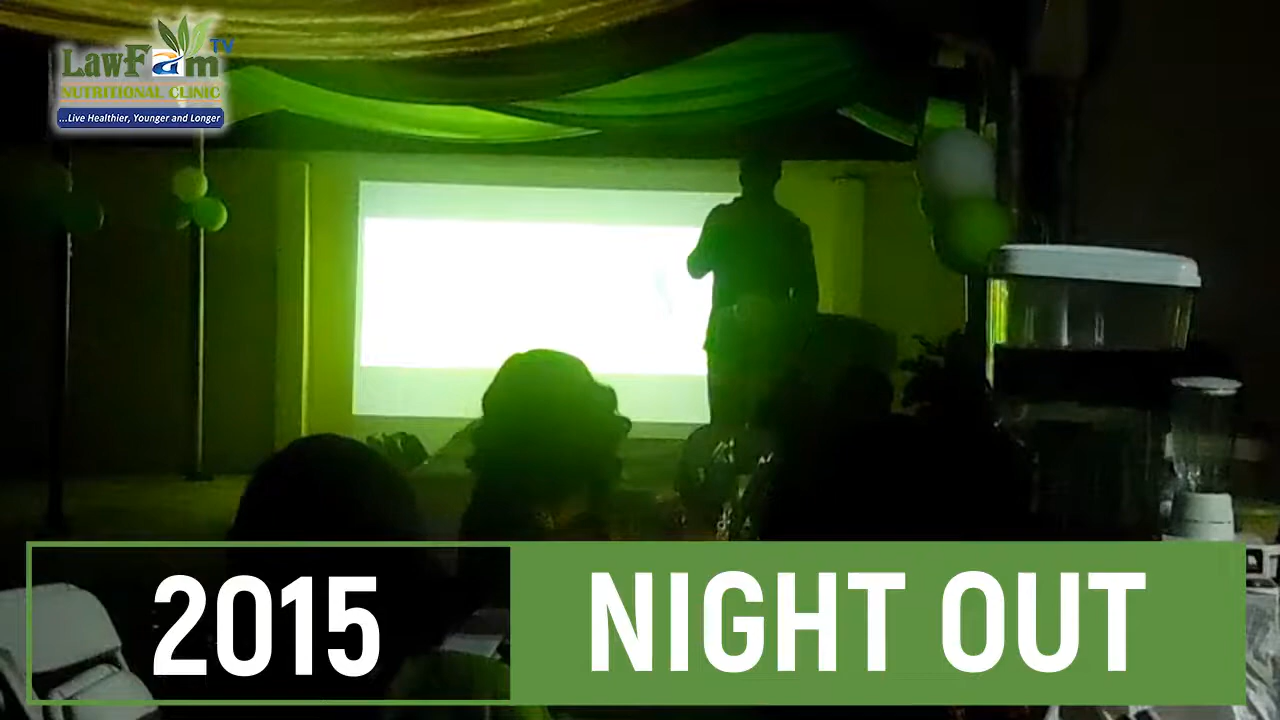 LawFam TV
NUTRITIONAL CLINIC
...Live Healthier, Younger and Longer
2015 NIGHT OUT